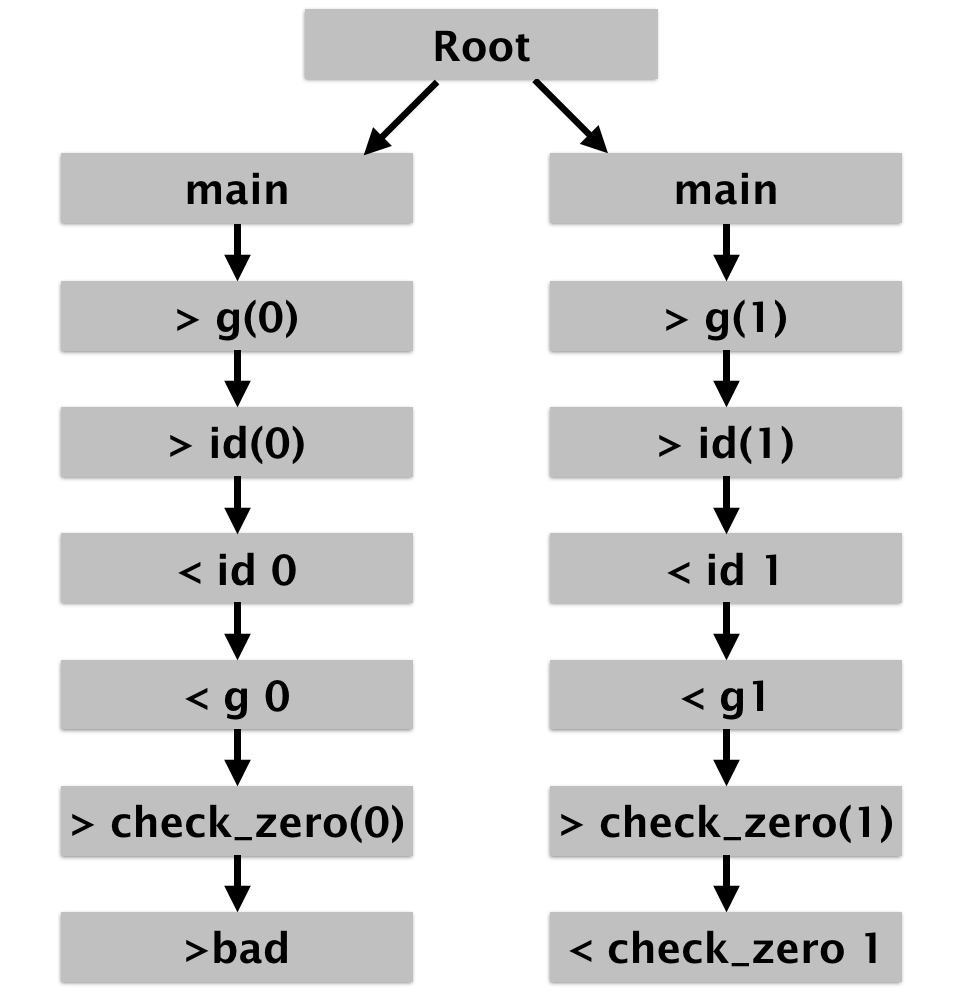 Root
main
> g(0)
> id(0)
< id 0
< g 0
> check_zero(0)
>bad
main
> g(1)
> id(1)
< id 1
< g1
> check_zero(1)
< check_zero 1